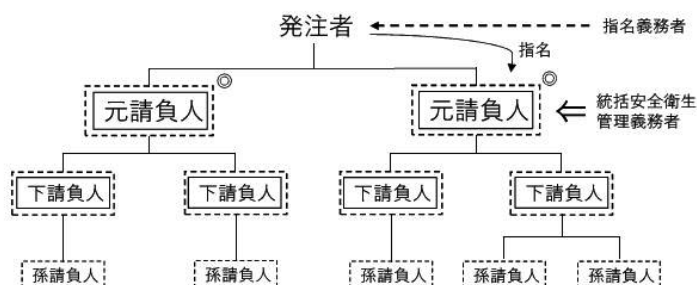 発注者
指名義務者
指名
◎
◎
元請負人
元請負人
統括安全衛生
管理義務者
下請負人
下請負人
下請負人
下請負人
孫請負人
孫請負人
孫請負人
孫請負人
孫請負人